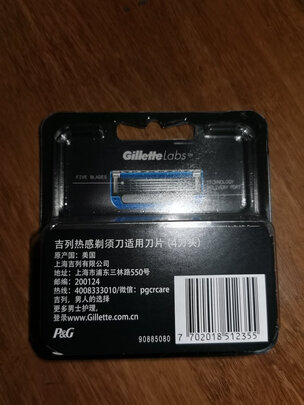 GilletteLabs
FIVE BLADES
TECHNOLOGY
DELIVERY PORT
吉列热感剃须刀适用刀片 (4刀头)
原产国：美国
上海吉列有限公司
地址：上海市浦东三林路550号
邮编：200124
热线：4008333010/微信：pgcrcare
吉列，男人的选择
更多男士护理，
登录www.Gillette.com.cn
P&G
90885080
7 702018 512355